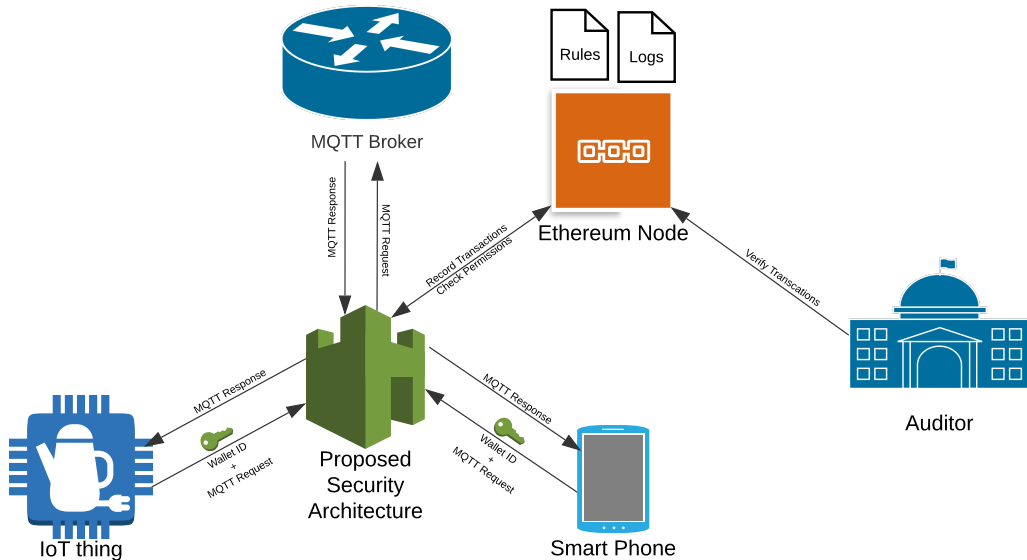 Rules
Logs
MQTT Broker
Ethereum Node
MQTT Response
MQTT Request
Record Transactions
Check Permissions
Verify Transcations
Auditor
MQTT Response
Wallet ID
+
MQTT Request
IoT thing
Proposed
Security
Architecture
MQTT Response
Wallet ID
+
MQTT Request
Smart Phone